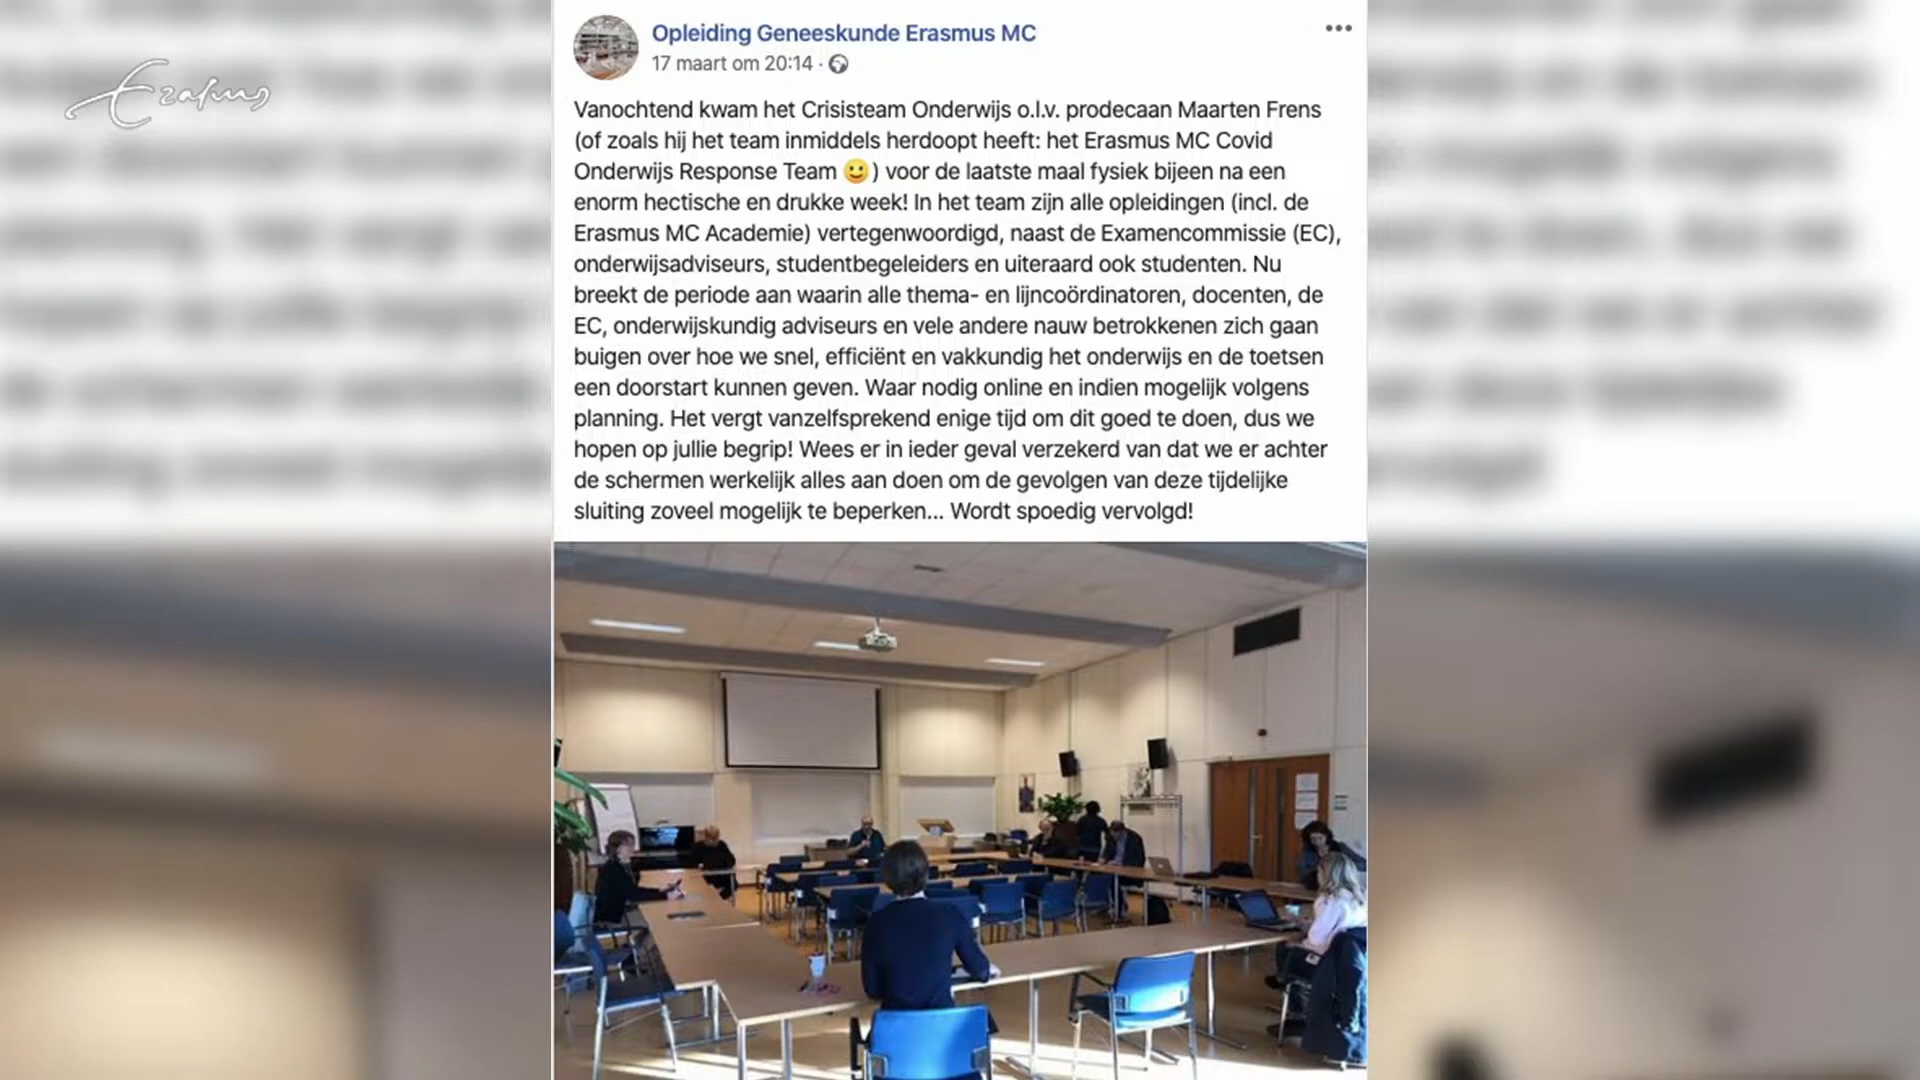 Erasmus
Opleiding Geneeskunde Erasmus MC
17 maart om 20:14 ·
Vanochtend kwam het Crisisteam Onderwijs o.l.v. prodecaan Maarten Frens
(of zoals hij het team inmiddels herdoopt heeft: het Erasmus MC Covid
Onderwijs Response Team 🙂) voor de laatste maal fysiek bijeen na een
enorm hectische en drukke week! In het team zijn alle opleidingen (incl. de
Erasmus MC Academie) vertegenwoordigd, naast de Examencommissie (EC),
onderwijsadviseurs, studentbegeleiders en uiteraard ook studenten. Nu
breekt de periode aan waarin alle thema- en lijncoördinatoren, docenten, de
EC, onderwijskundig adviseurs en vele andere nauw betrokkenen zich gaan
buigen over hoe we snel, efficiënt en vakkundig het onderwijs en de toetsen
een doorstart kunnen geven. Waar nodig online en indien mogelijk volgens
planning. Het vergt vanzelfsprekend enige tijd om dit goed te doen, dus we
hopen op jullie begrip! Wees er in ieder geval verzekerd van dat we er achter
de schermen werkelijk alles aan doen om de gevolgen van deze tijdelijke
sluiting zoveel mogelijk te beperken... Wordt spoedig vervolgd!